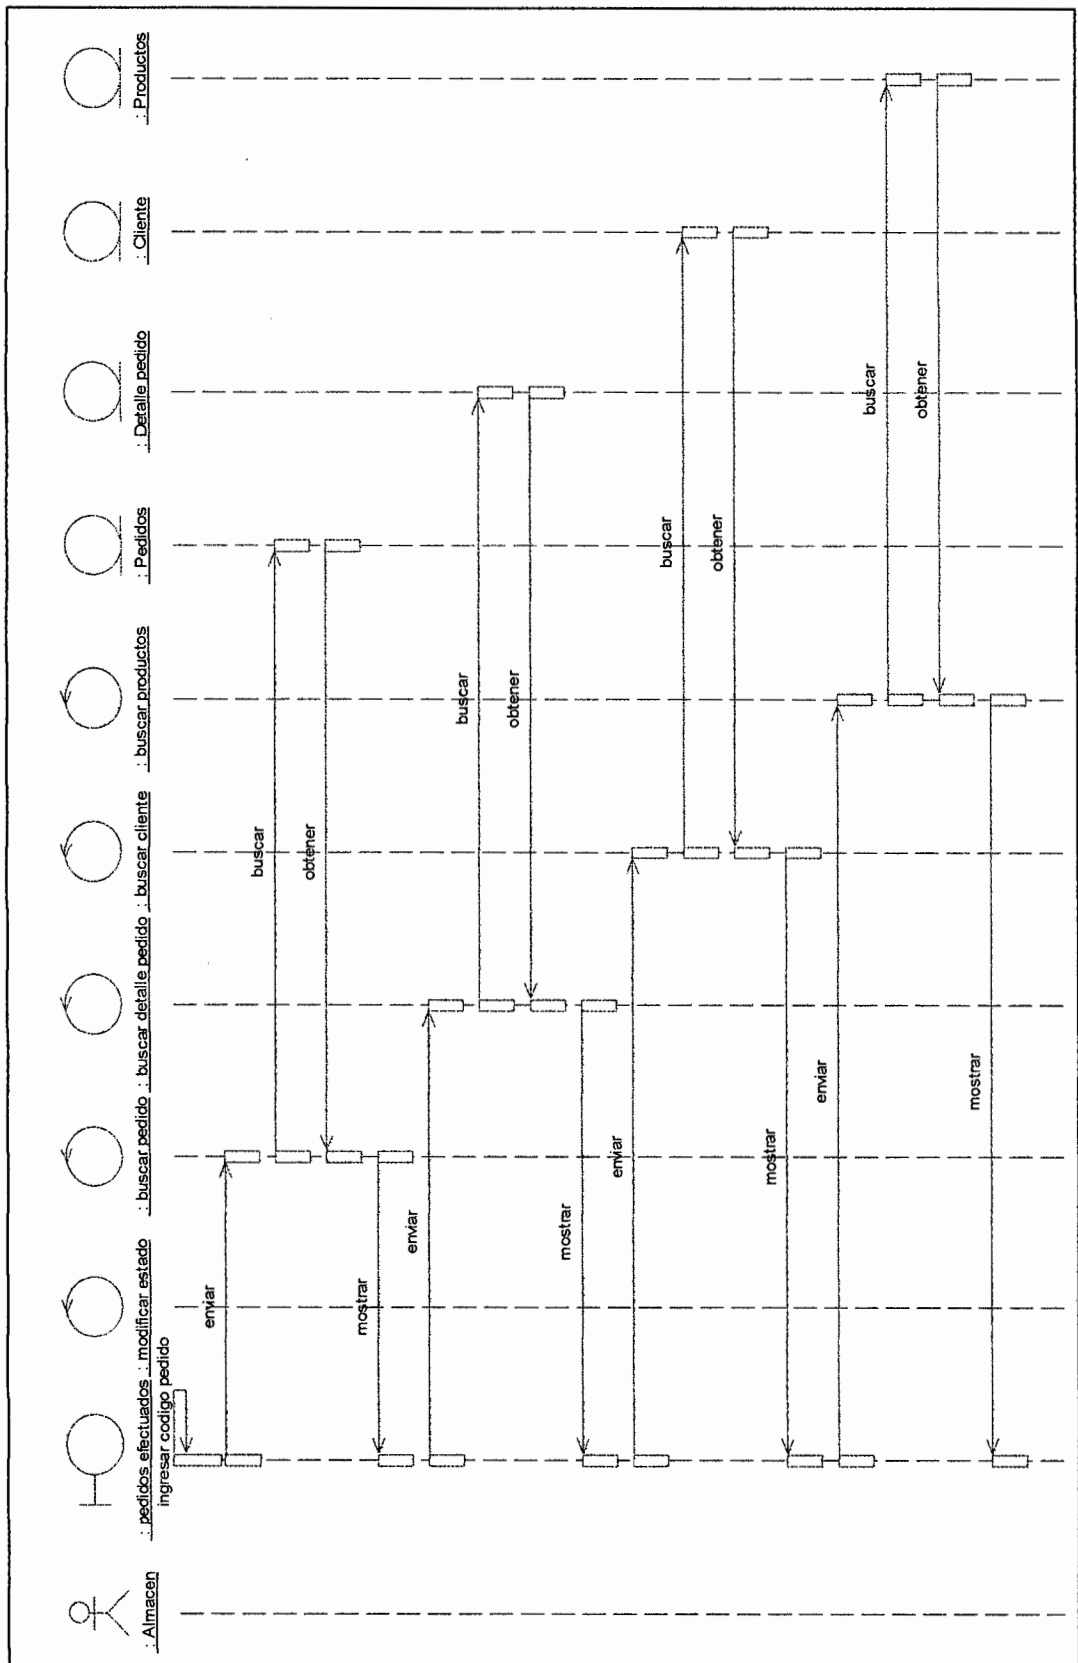 : Almacen
: pedidos efectuados
: modificar estado
: buscar pedido
: buscar detalle pedido
: buscar cliente
: buscar productos
: Pedidos
: Detalle pedido
: Cliente
: Productos
ingresar codigo pedido
enviar
buscar
obtener
mostrar
enviar
buscar
obtener
mostrar
enviar
buscar
obtener
mostrar
enviar
buscar
obtener
mostrar